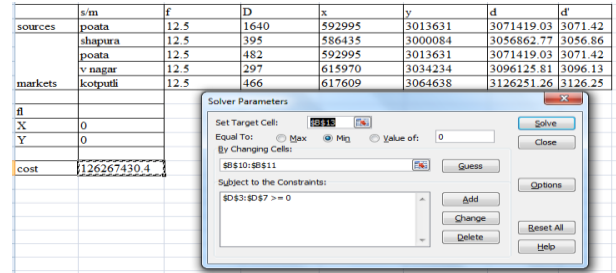 s/m f D x y d d'
sources poata 12.5 1640 592995 3013631 3071419.03 3071.42
shapura 12.5 395 586435 3000084 3056862.77 3056.86
poata 12.5 482 592995 3013631 3071419.03 3071.42
v nagar 12.5 297 615970 3034234 3096125.81 3096.13
markets kotputli 12.5 466 617609 3064638 3126251.26 3126.25
fl
X 0
Y 0
cost 126267430.4
Solver Parameters
Set Target Cell: $B$13 Solve
Equal To: Max Min Value of: 0 Close
By Changing Cells:
$B$10:$B$11 Guess
Subject to the Constraints: Options
$D$3:$D$7 >= 0 Add
Change
Reset All
Delete
Help